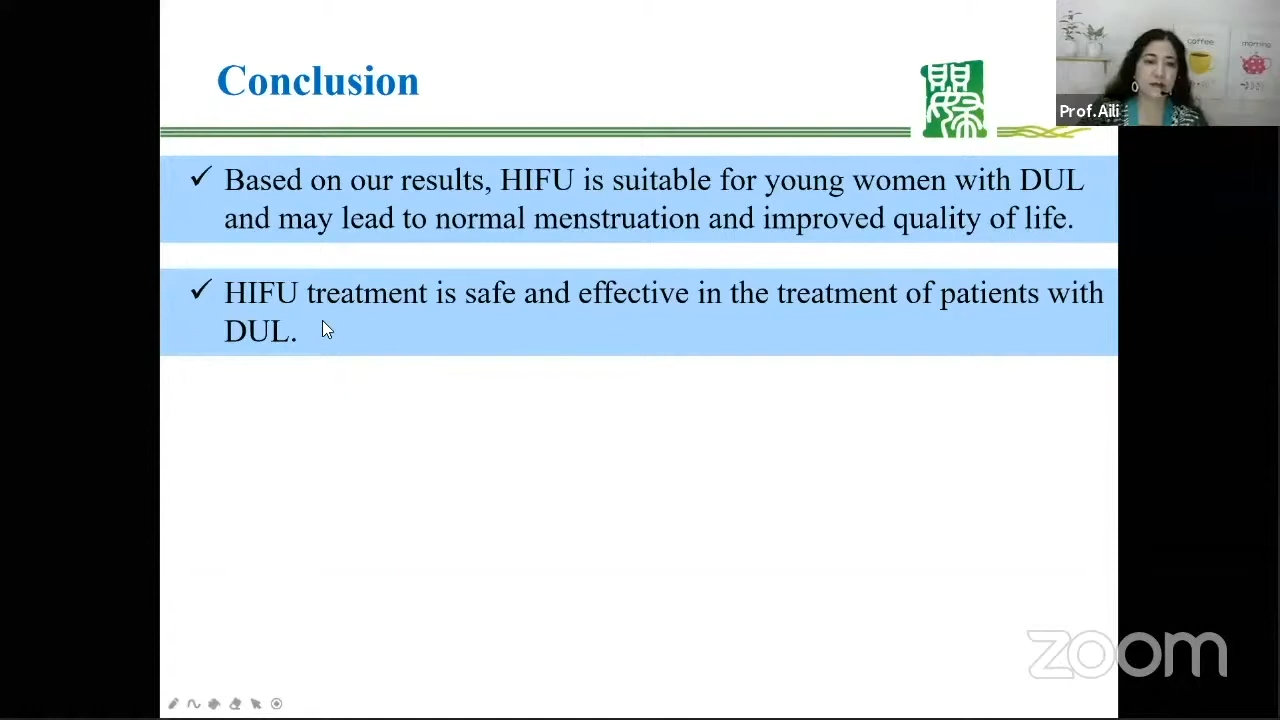 Conclusion
coffee
morning
Prof.Aili
✓ Based on our results, HIFU is suitable for young women with DUL
and may lead to normal menstruation and improved quality of life.
✓ HIFU treatment is safe and effective in the treatment of patients with
DUL.
zoom